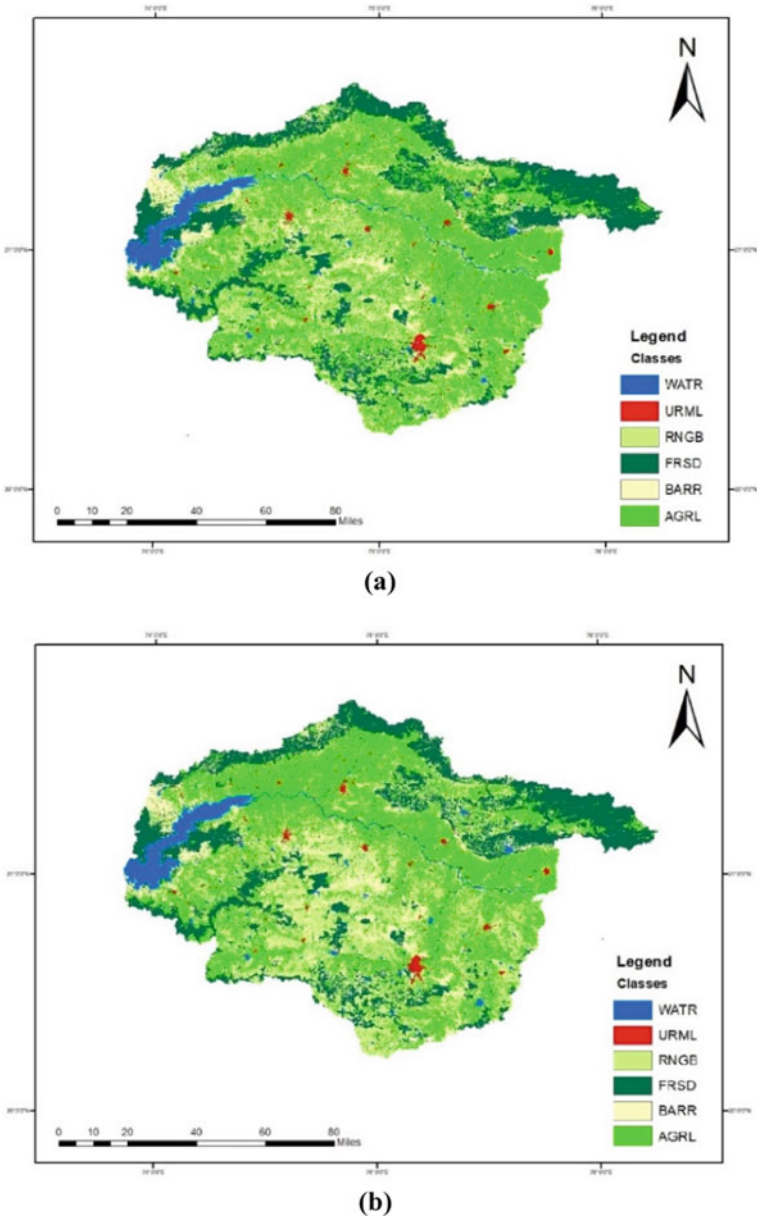 N
Legend
Classes
WATR
URML
RNGB
FRSD
BARR
AGRL
0 10 20 40 60 80
Miles
(a)
N
Legend
Classes
WATR
URML
RNGB
FRSD
BARR
AGRL
0 10 20 40 60 80
Miles
(b)